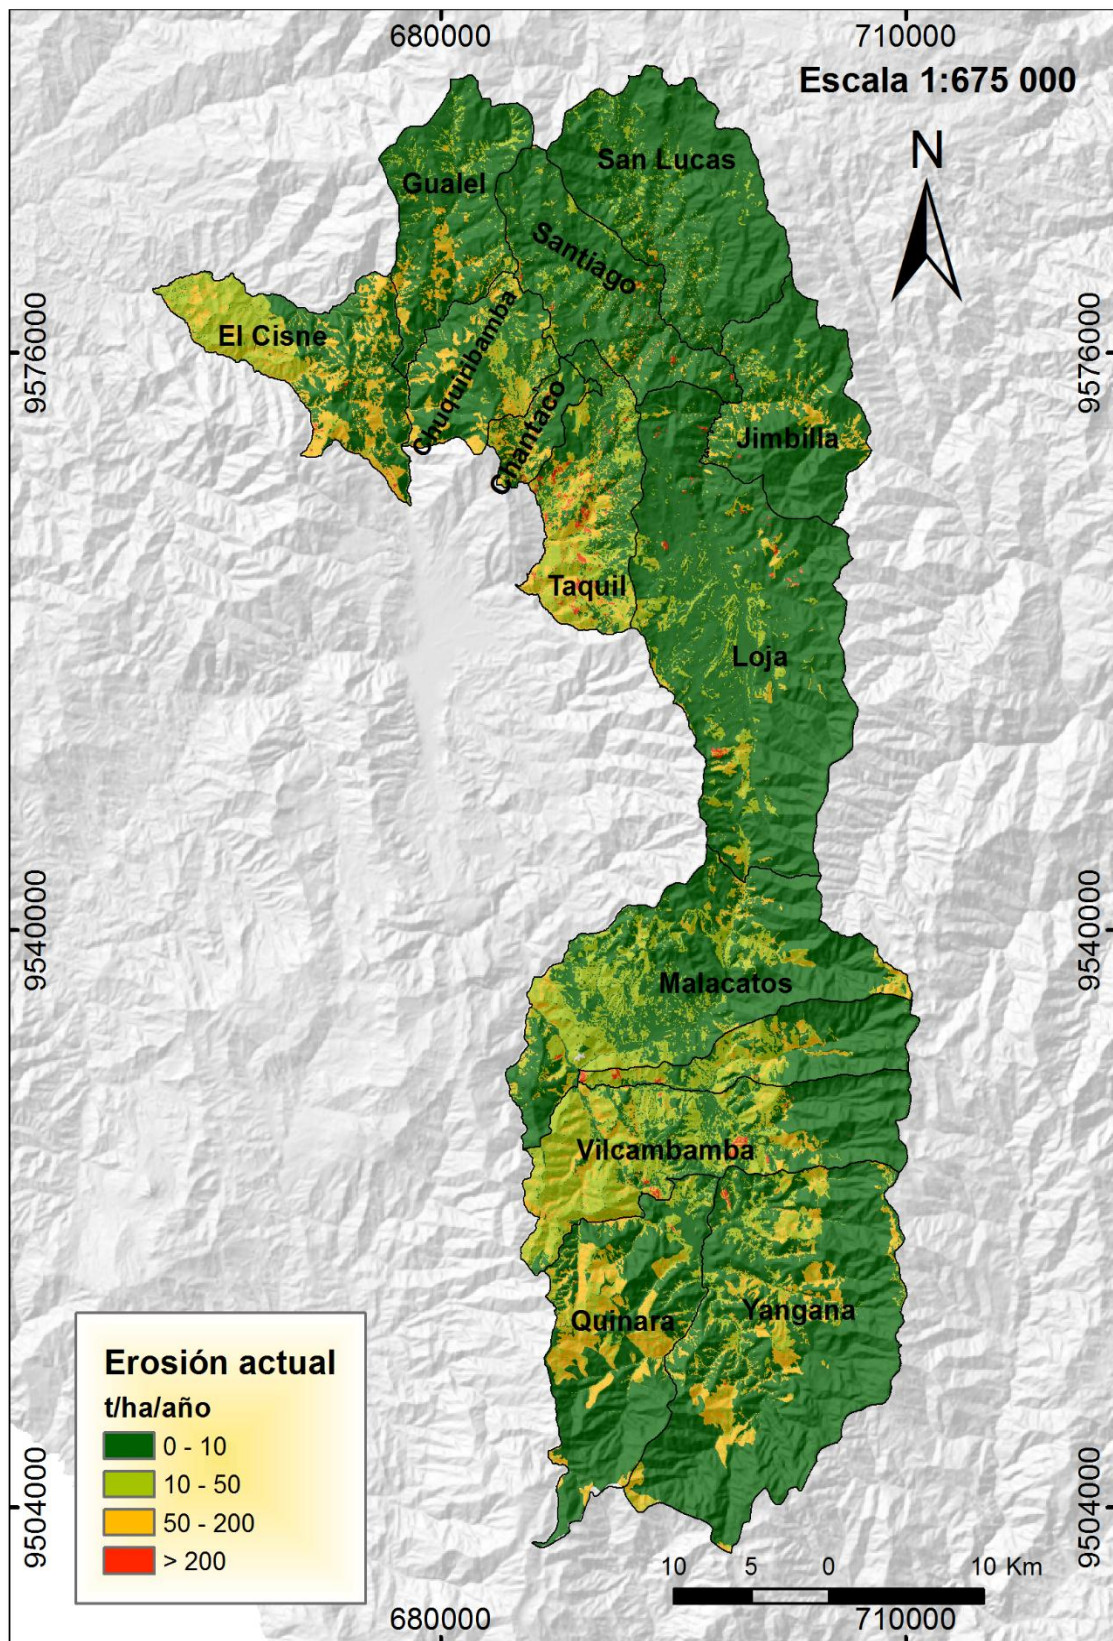 680000
710000
Escala 1:675 000
N
San Lucas
Gualel
Santiago
El Cisne
Chuquiribamba
Chantaco
Jimbilla
9576000
9576000
Taquil
Loja
9540000
9540000
Malacatos
Vilcambamba
Quinara
Yangana
Erosión actual
t/ha/año
0 - 10
10 - 50
50 - 200
> 200
9504000
9504000
10 5 0 10 Km
680000
710000